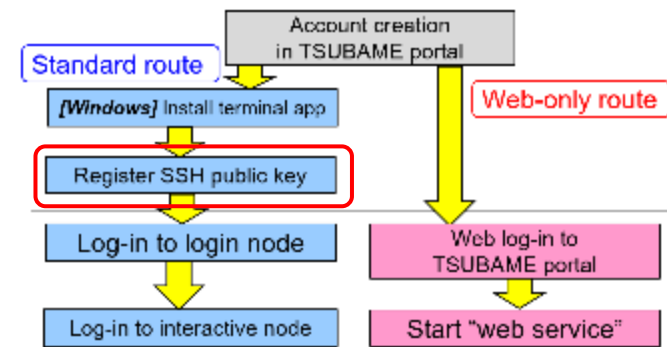 Account creation
in TSUBAME portal
Standard route
Web-only route
[Windows] Install terminal app
Register SSH public key
Log-in to login node
Web log-in to
TSUBAME portal
Log-in to interactive node
Start “web service”